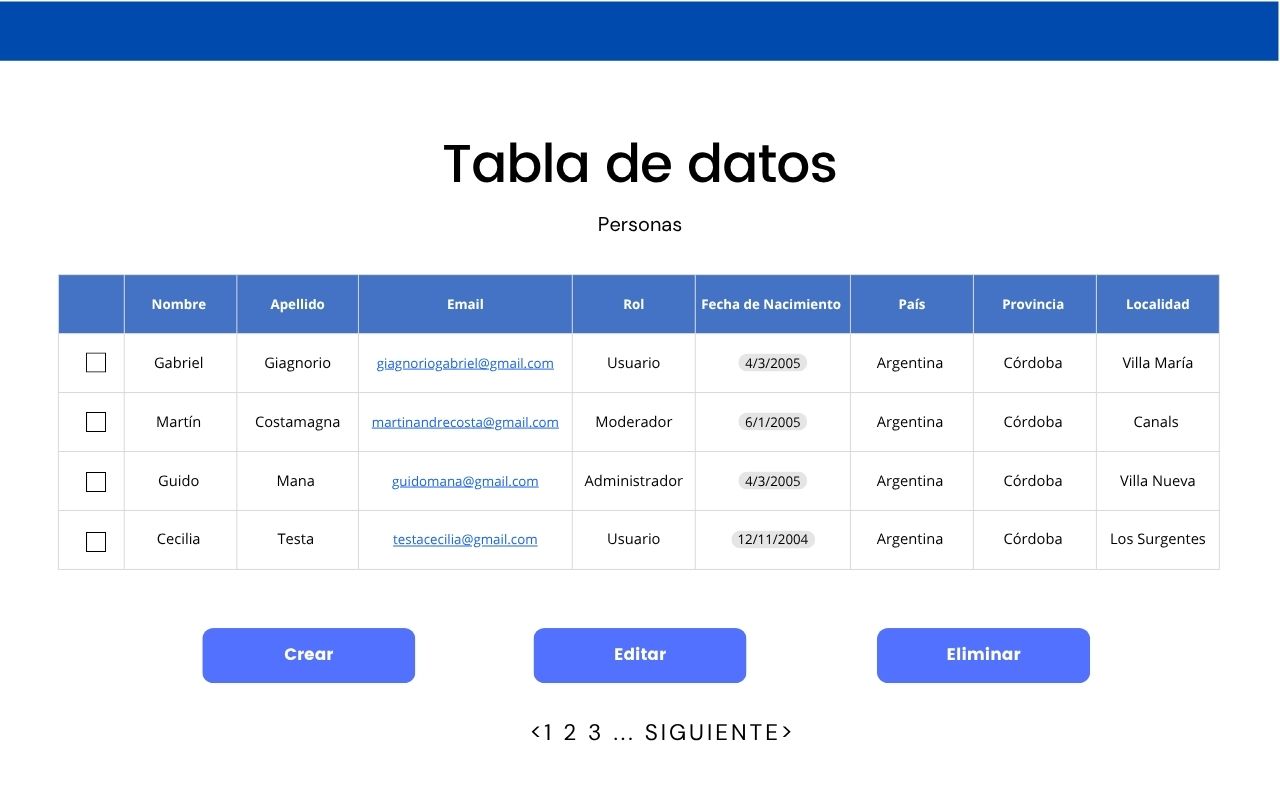 Tabla de datos
Personas
Nombre Apellido Email Rol Fecha de Nacimiento País Provincia Localidad
Gabriel Giagnorio giagnoriogabriel@gmail.com Usuario 4/3/2005 Argentina Córdoba Villa María
Martín Costamagna martinandrecosta@gmail.com Moderador 6/1/2005 Argentina Córdoba Canals
Guido Mana guidomana@gmail.com Administrador 4/3/2005 Argentina Córdoba Villa Nueva
Cecilia Testa testacecilia@gmail.com Usuario 12/11/2004 Argentina Córdoba Los Surgentes
Crear Editar Eliminar
<1 2 3 ... SIGUIENTE>